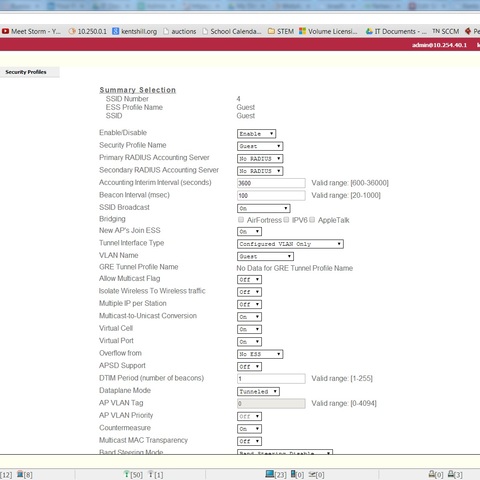 Meet Storm - Y... 10.250.0.1 kentshill.org auctions School Calenda... STEM Volume Licensi... IT Documents - ... TN SCCM Pe
admin@10.254.40.1
Security Profiles
Summary Selection
SSID Number 4
ESS Profile Name Guest
SSID Guest
Enable/Disable Enable
Security Profile Name Guest
Primary RADIUS Accounting Server No RADIUS
Secondary RADIUS Accounting Server No RADIUS
Accounting Interim Interval (seconds) 3600 Valid range: [600-36000]
Beacon Interval (msec) 100 Valid range: [20-1000]
SSID Broadcast On
Bridging AirFortress IPV6 AppleTalk
New AP's Join ESS On
Tunnel Interface Type Configured VLAN Only
VLAN Name Guest
GRE Tunnel Profile Name No Data for GRE Tunnel Profile Name
Allow Multicast Flag Off
Isolate Wireless To Wireless traffic Off
Multiple IP per Station Off
Multicast-to-Unicast Conversion On
Virtual Cell On
Virtual Port On
Overflow from No ESS
APSD Support Off
DTIM Period (number of beacons) 1 Valid range: [1-255]
Dataplane Mode Tunneled
AP VLAN Tag 0 Valid range: [0-4094]
AP VLAN Priority Off
Countermeasure On
Multicast MAC Transparency Off
Band Steering Mode Band Steering Disable
[12] [8] [50] [1] [23] [0] [0] [0] [3]